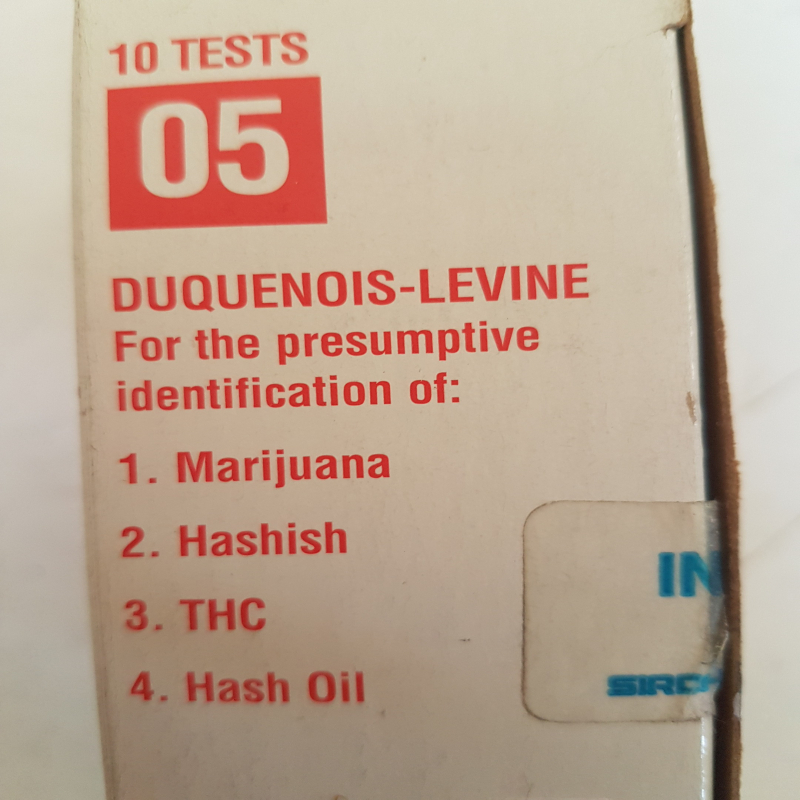 10 TESTS
05
DUQUENOIS-LEVINE
For the presumptive
identification of:
1. Marijuana
2. Hashish
3. THC
4. Hash Oil
IN